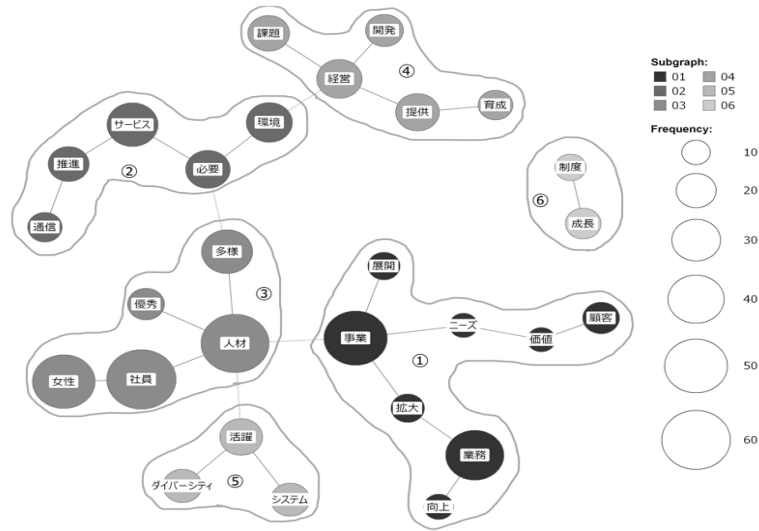 課題
開発
④
経営
提供
育成
サービス
環境
推進
②
必要
通信
制度
⑥
成長
多様
展開
③
優秀
人材
事業
ニーズ
顧客
価値
①
女性
社員
拡大
活躍
業務
ダイバーシティ
⑤
システム
向上
Subgraph:
01 04
02 05
03 06
Frequency:
10
20
30
40
50
60